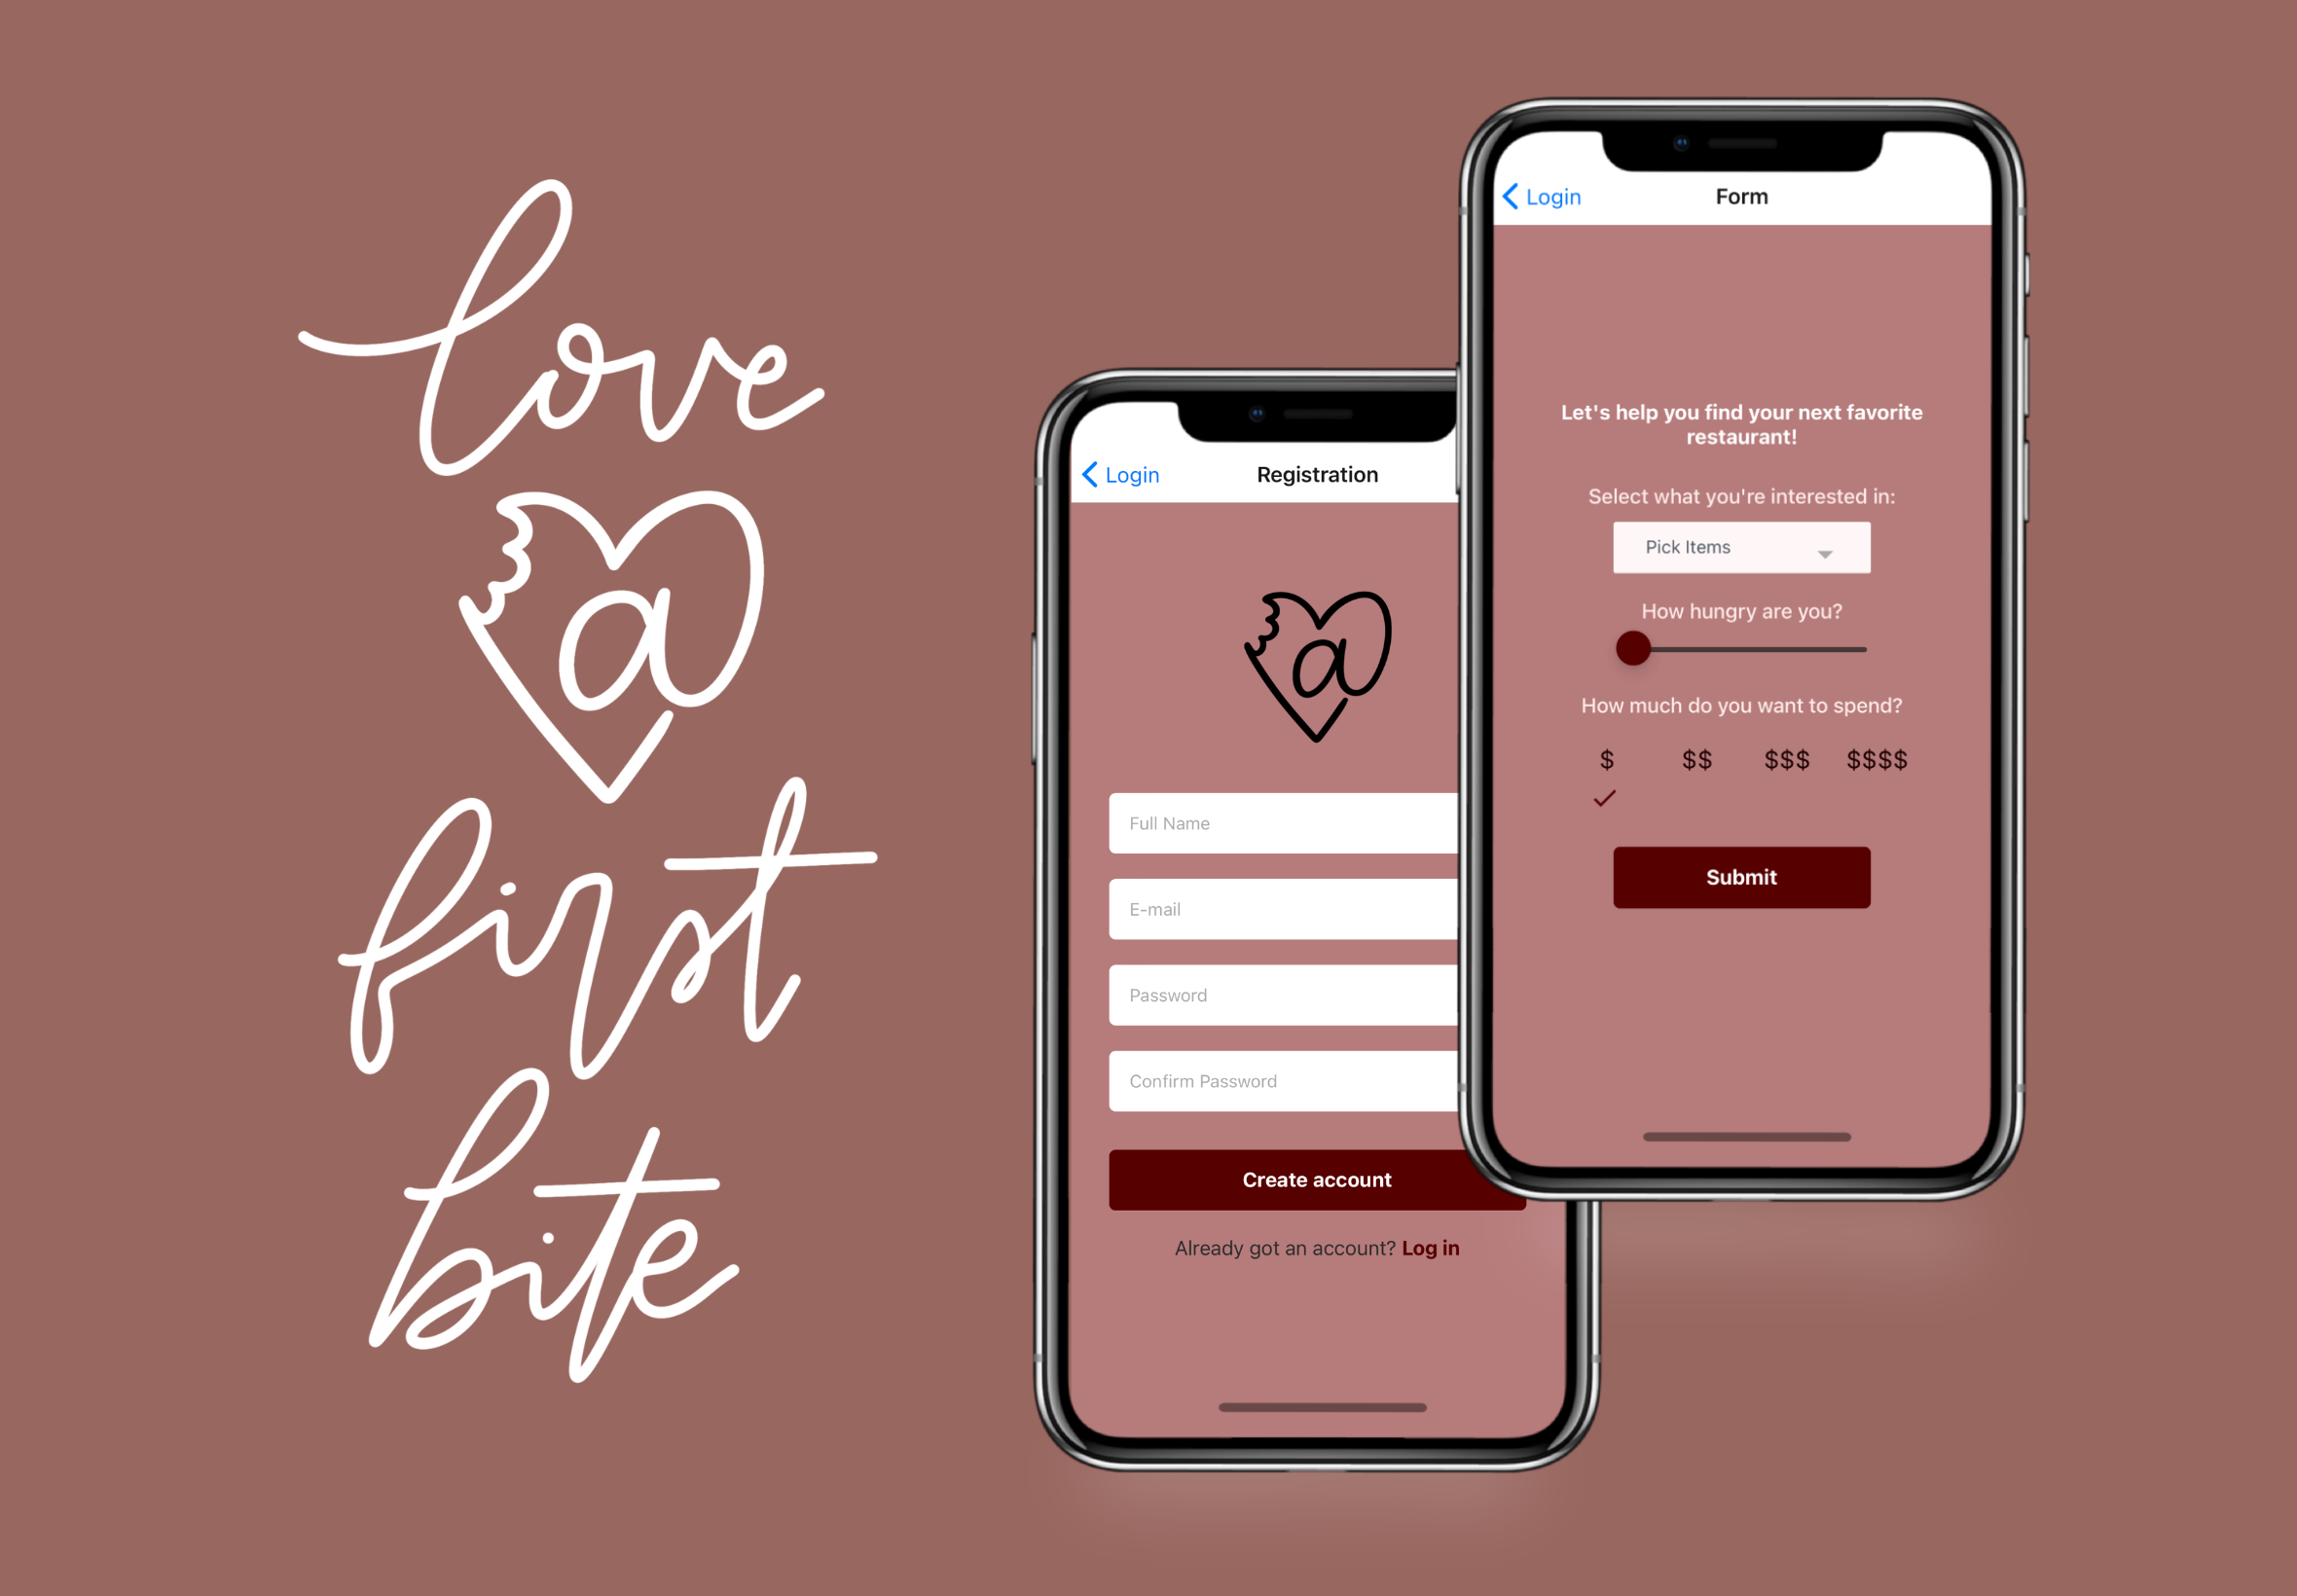 love
a
first
bite
Login
Registration
a
Full Name
E-mail
Password
Confirm Password
Create account
Already got an account? Log in
Login
Form
Let's help you find your next favorite
restaurant!
Select what you're interested in:
Pick Items
How hungry are you?
How much do you want to spend?
$ $$ $$$ $$$$
Submit